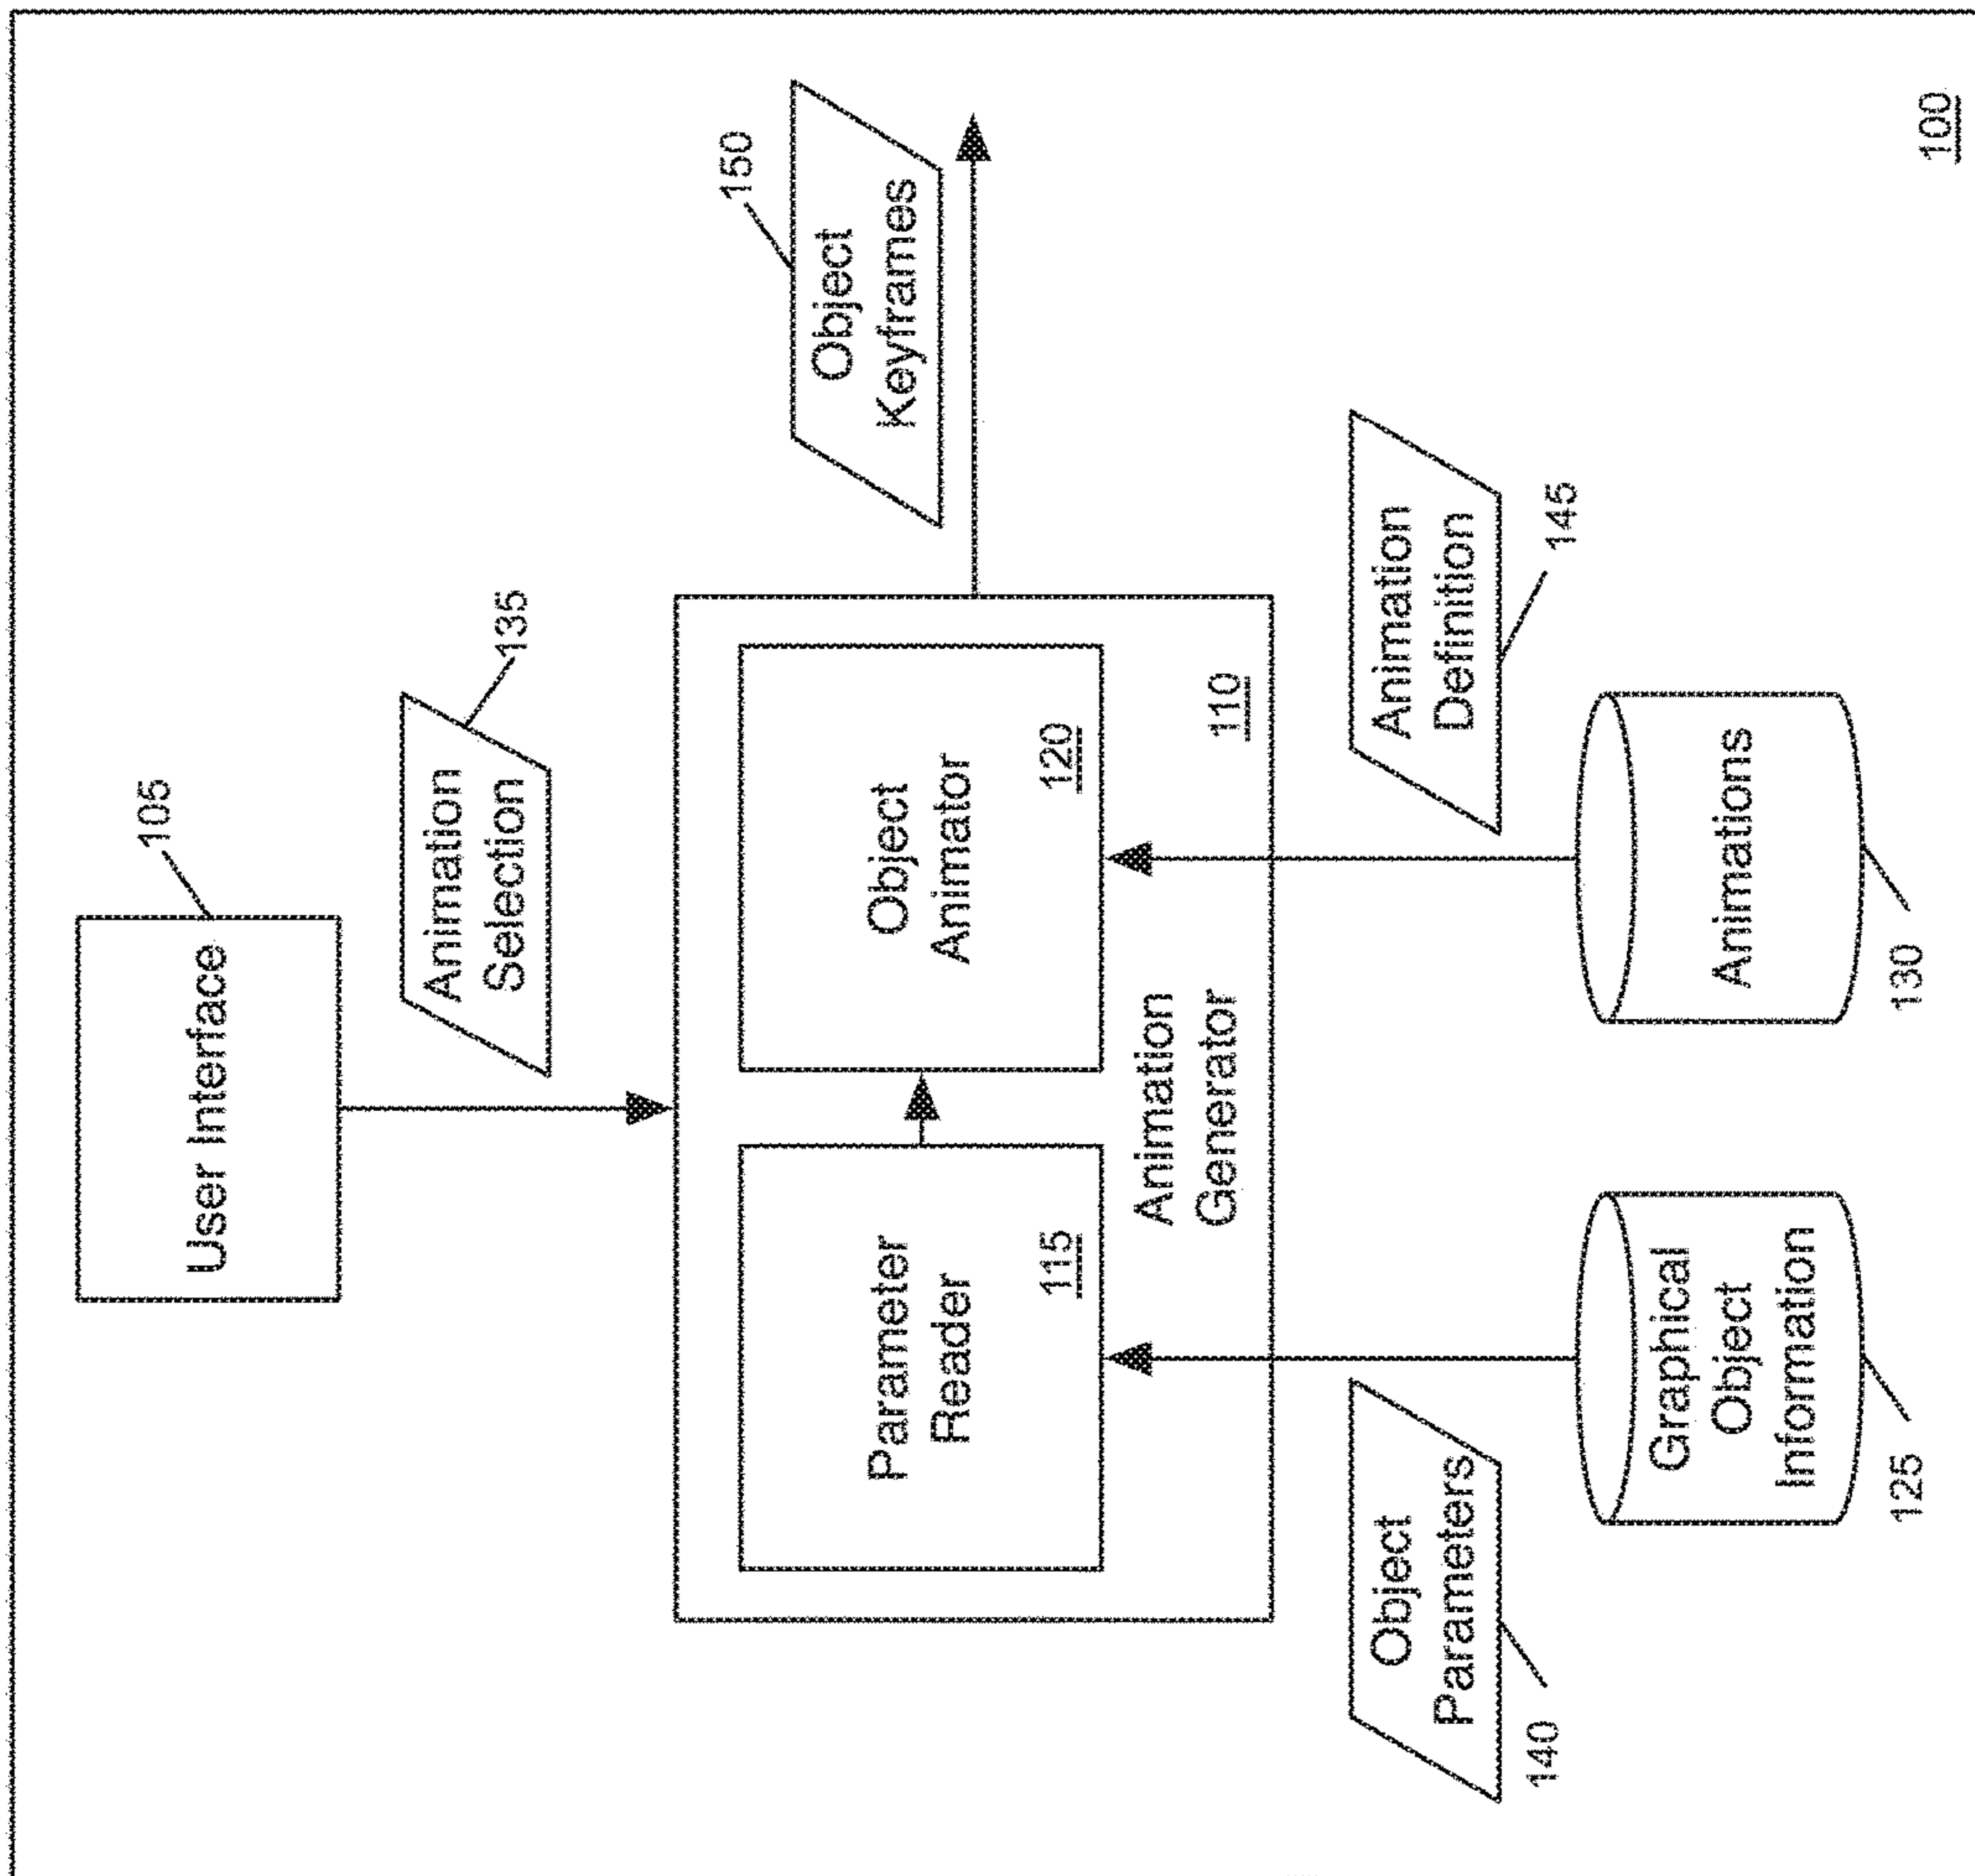 105
User Interface
Animation
Selection
135
150
Object
Keyframes
Parameter
Reader
115
Object
Animator
120
Animation
Generator
110
140
Object
Parameters
Animation
Definition
145
Graphical
Object
Information
125
Animations
130
100